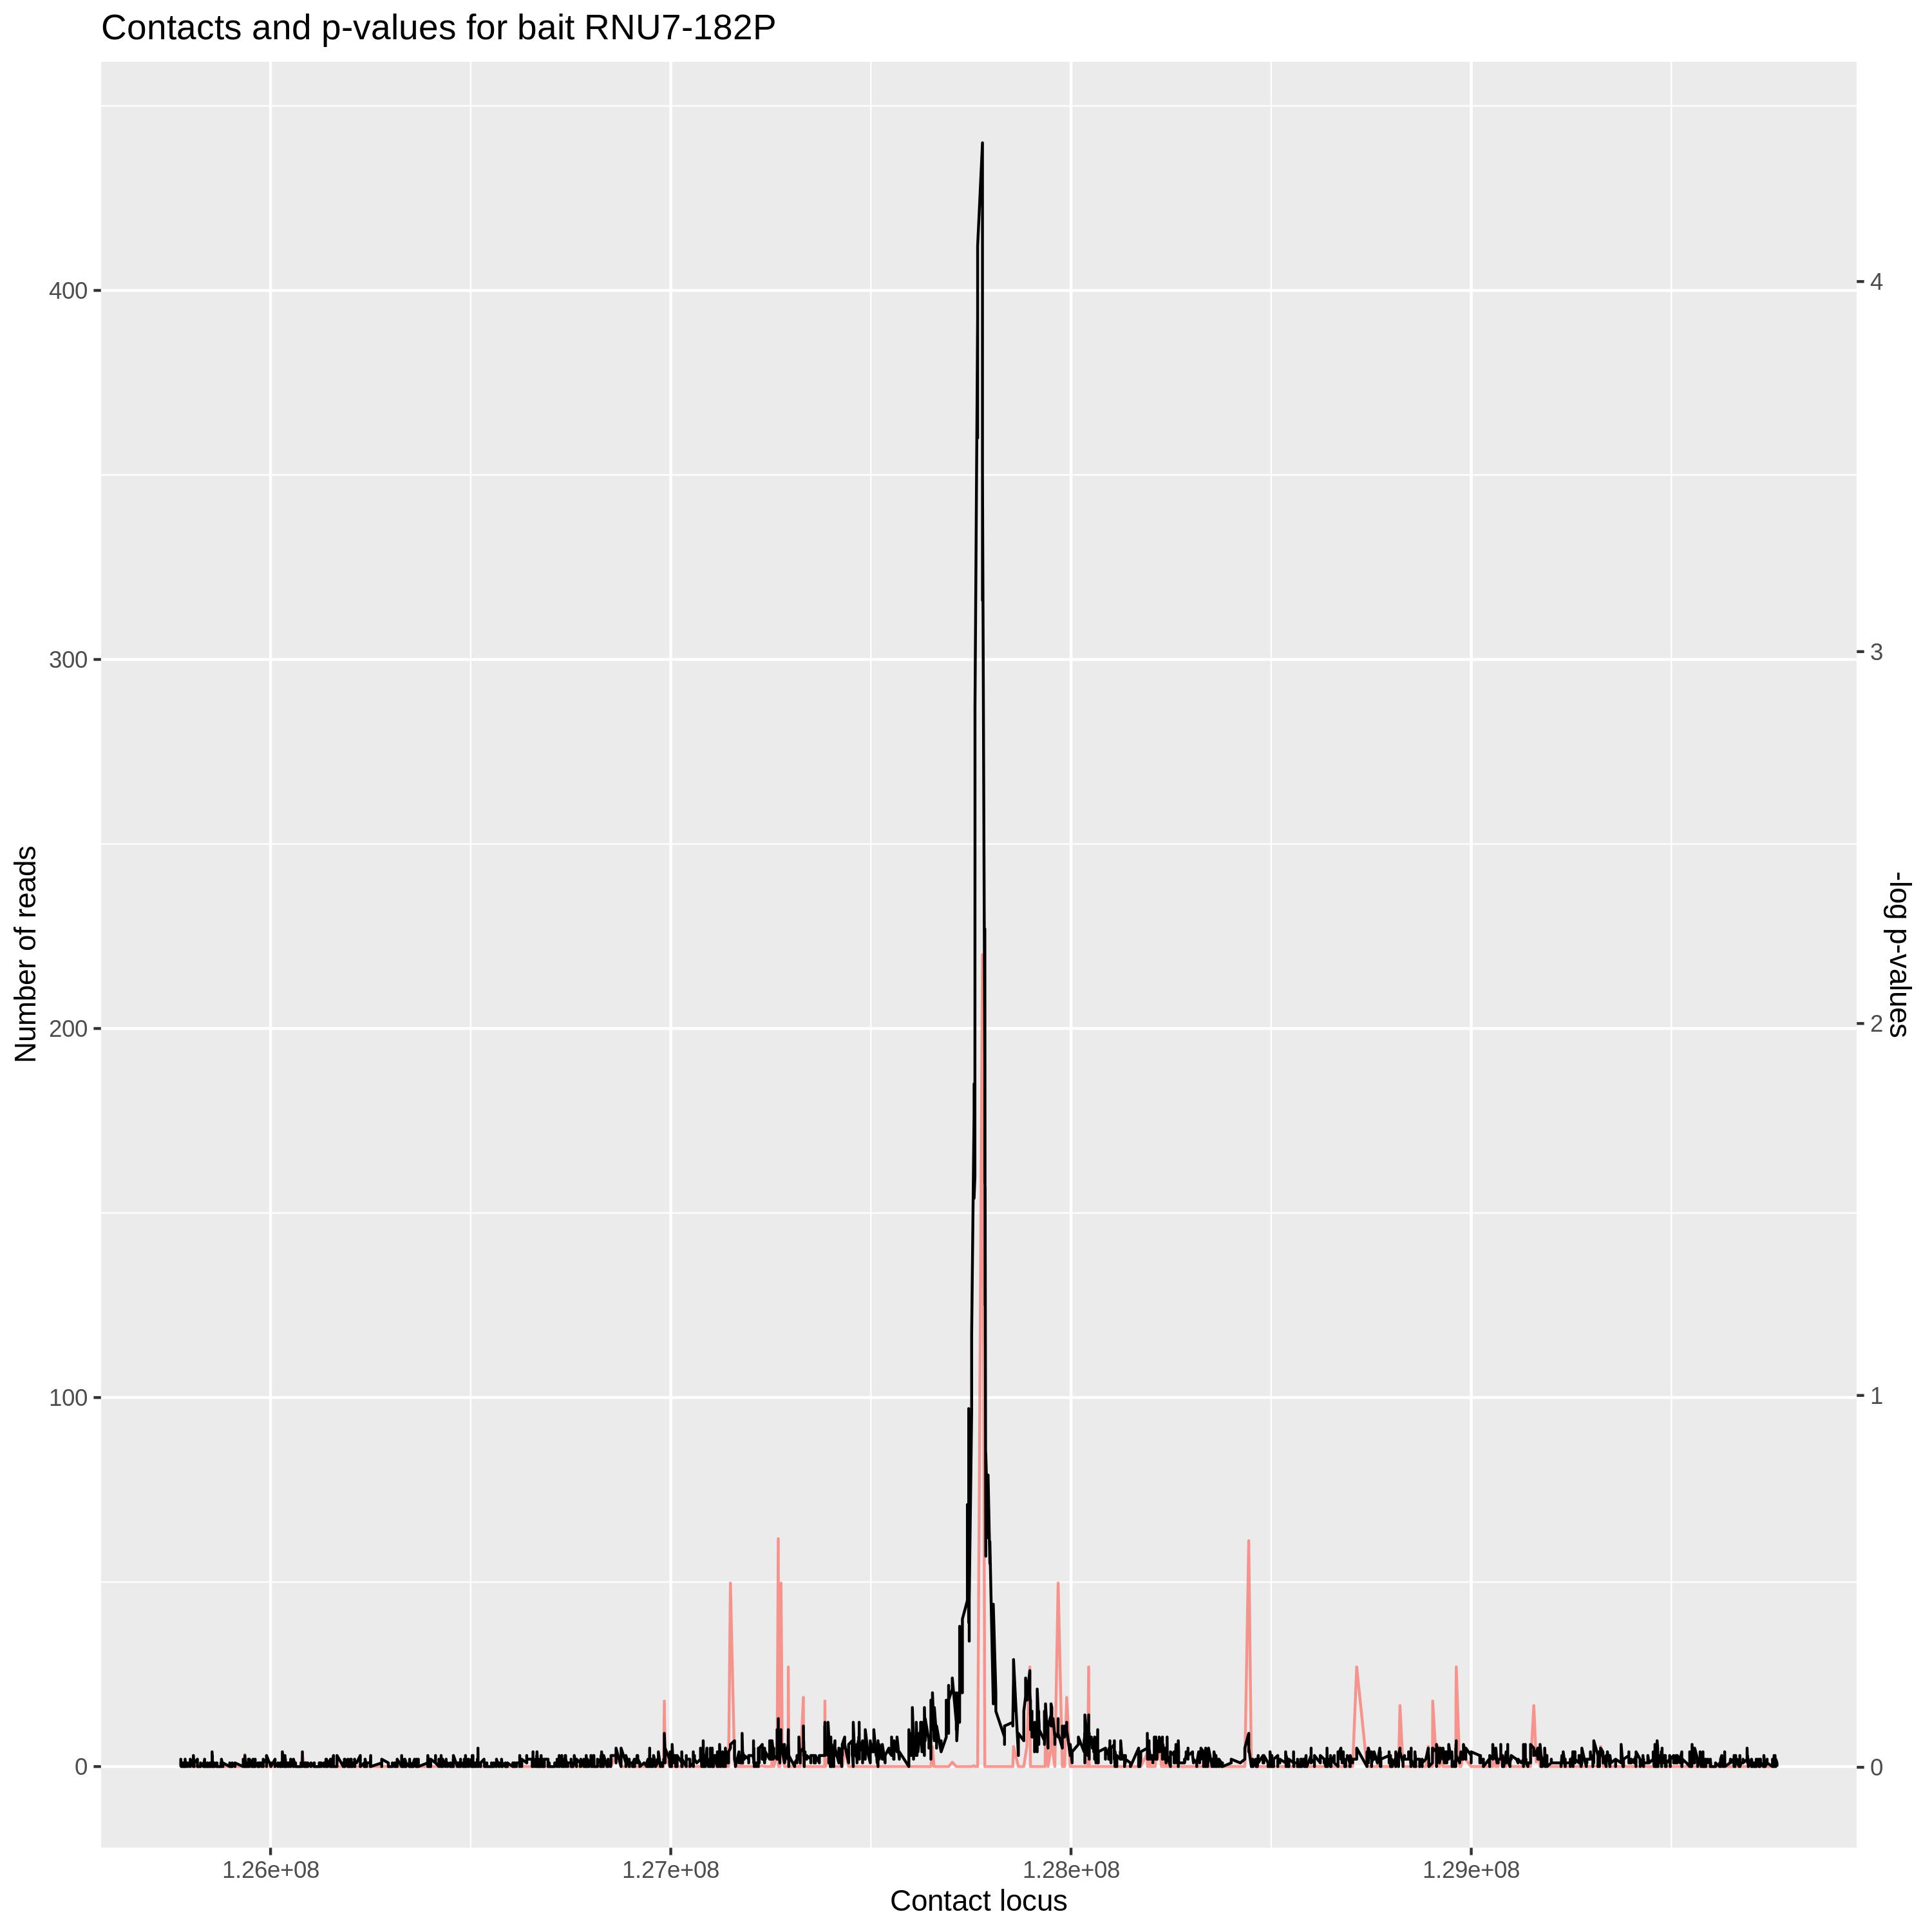 Contacts and p-values for bait RNU7-182P
400
300
200
100
0
4
3
2
1
0
Number of reads
-log p-values
1.26e+08 1.27e+08 1.28e+08 1.29e+08
Contact locus